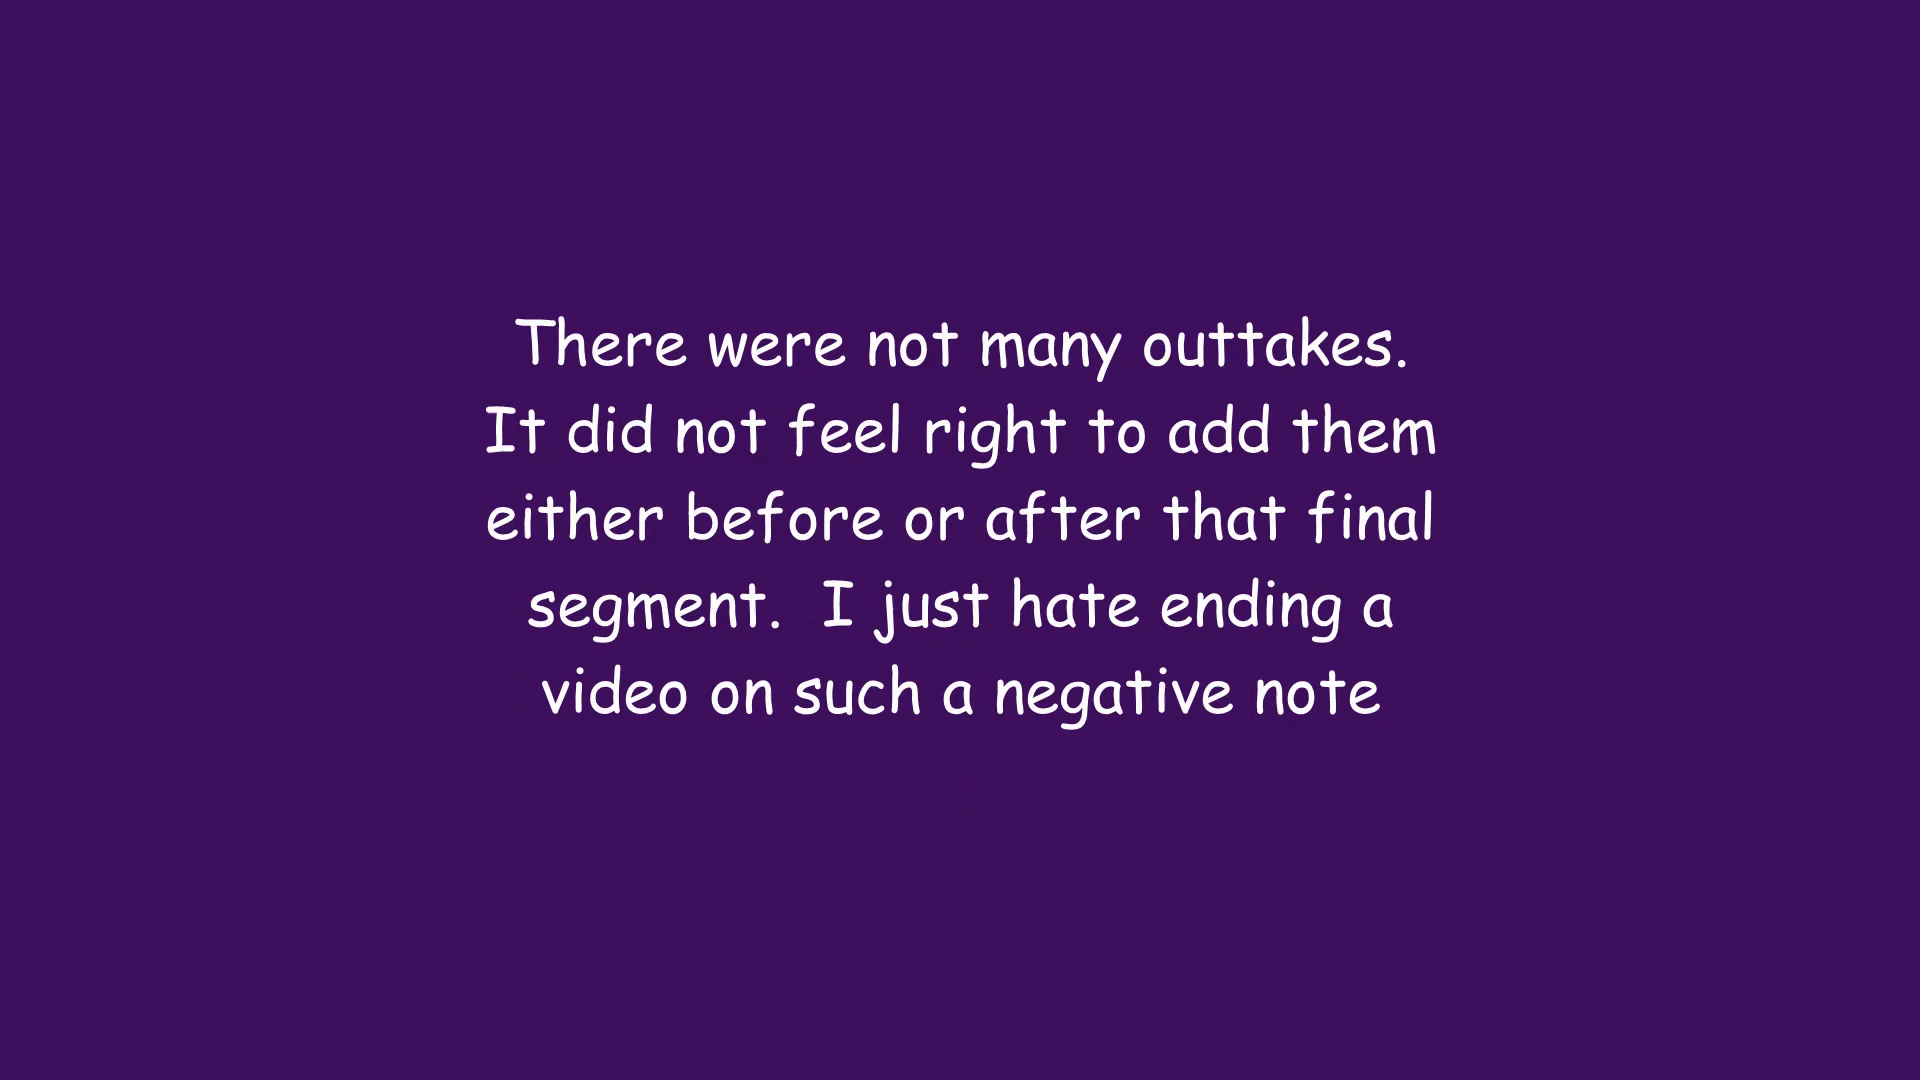 There were not many outtakes.
It did not feel right to add them
either before or after that final
segment.  I just hate ending a
video on such a negative note